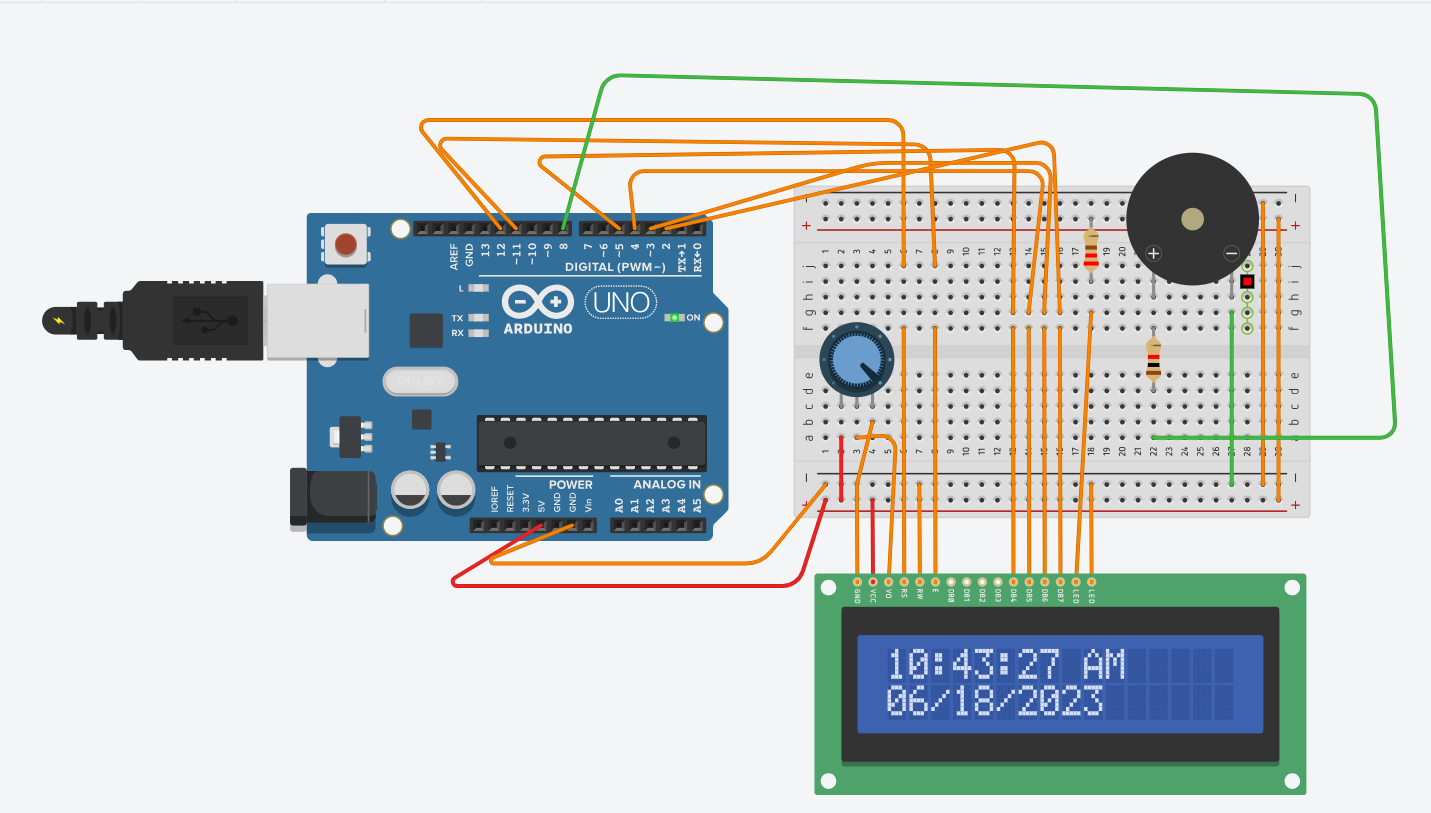 AREF
GND
13
12
~11
~10
~9
8
7
~6
~5
4
~3
2
TX→1
RX←0
DIGITAL (PWM~)
L
TX
RX
ARDUINO
UNO
ON
IOREF
RESET
3.3V
5V
GND
GND
Vin
POWER
ANALOG IN
A0
A1
A2
A3
A4
A5
GND
VCC
VO
RS
RW
E
DB0
DB1
DB2
DB3
DB4
DB5
DB6
DB7
LED
LED
10:43:27 AM
06/18/2023